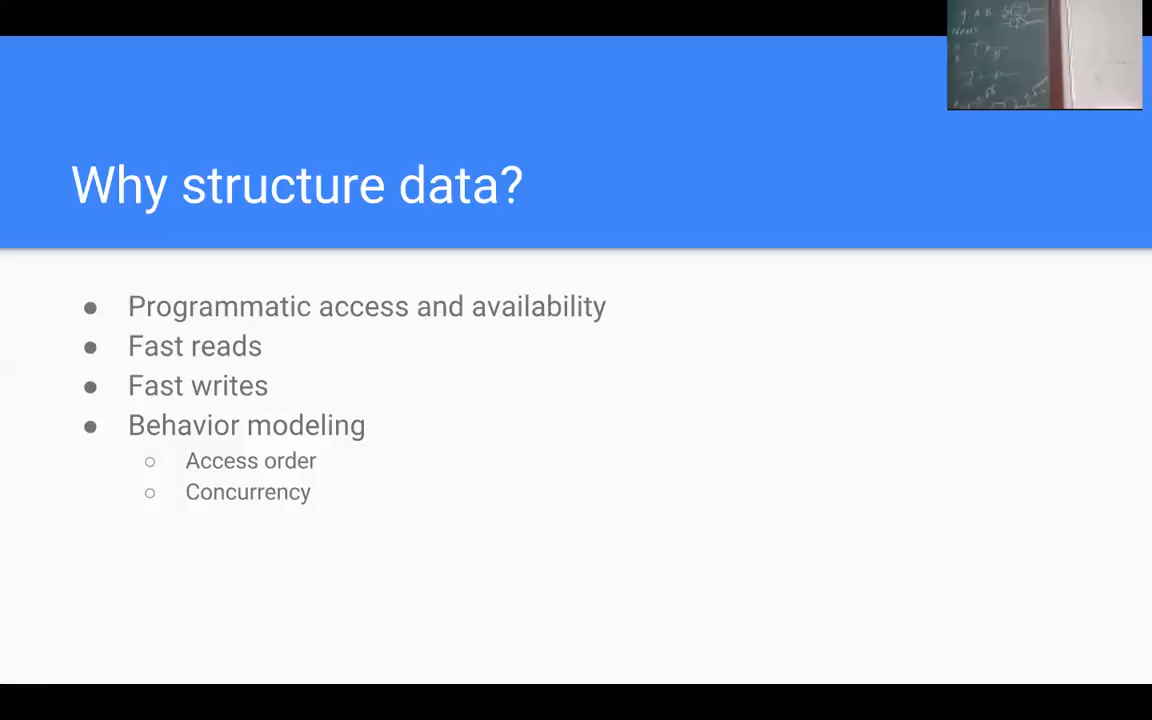 Why structure data?
Programmatic access and availability
Fast reads
Fast writes
Behavior modeling
Access order
Concurrency